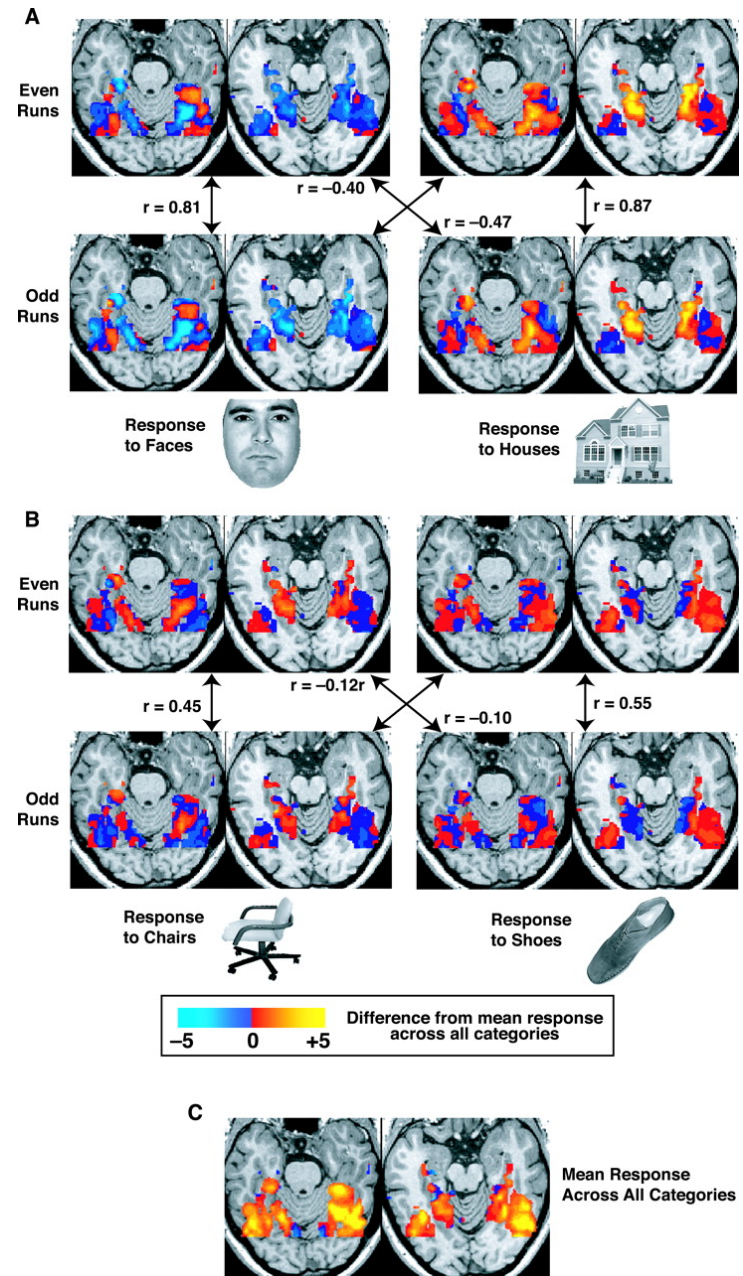 A
Even
Runs
r = 0.81
r = –0.40
r = –0.47
r = 0.87
Odd
Runs
Response
to Faces
Response
to Houses
B
Even
Runs
r = 0.45
r = –0.12r
r = –0.10
r = 0.55
Odd
Runs
Response
to Chairs
Response
to Shoes
–5 0 +5
Difference from mean response
across all categories
C
Mean Response
Across All Categories